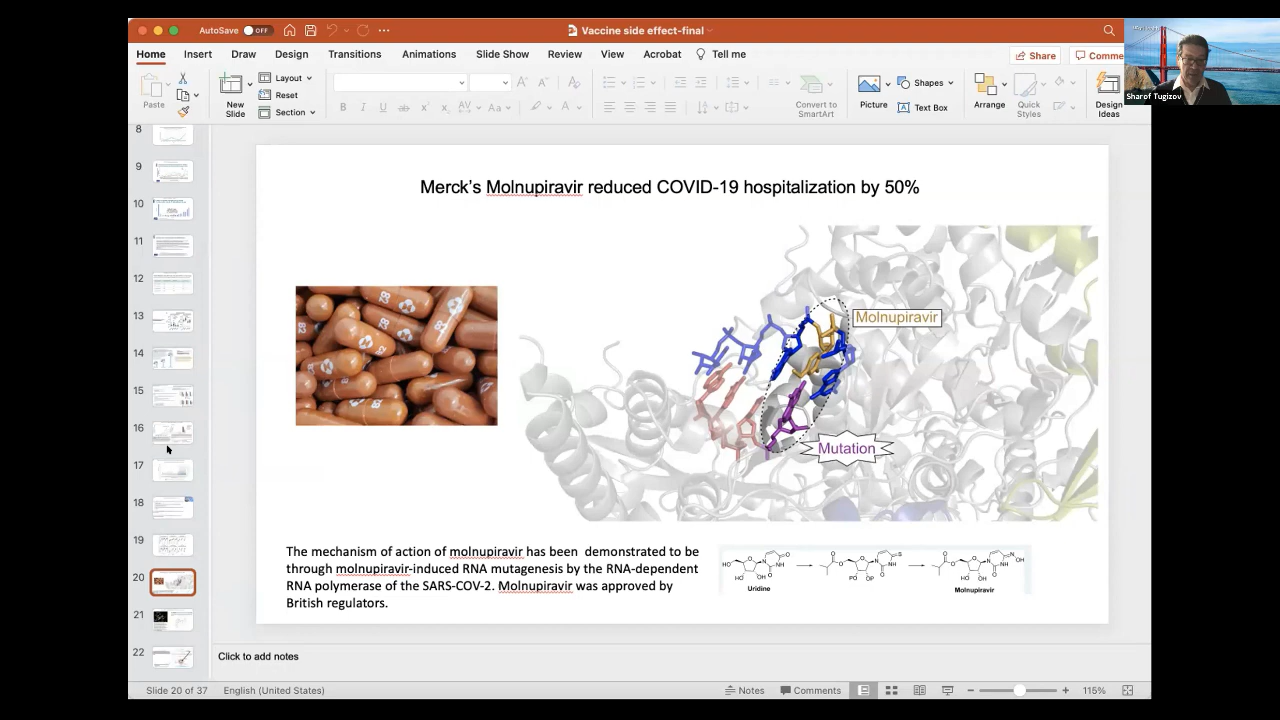 AutoSave OFF
Vaccine side effect-final
Home Insert Draw Design Transitions Animations Slide Show Review View Acrobat Tell me
Share
Comme
Paste
New
Slide
Layout
Reset
Section
Convert to
SmartArt
Picture
Shapes
Text Box
Arrange
Quick
Styles
Design
Ideas
Sharof Tugizov
8
9
10
11
12
13
14
15
16
17
18
19
20
21
22
Merck's Molnupiravir reduced COVID-19 hospitalization by 50%
Molnupiravir
Mutation
The mechanism of action of molnupiravir has been demonstrated to be
through molnupiravir-induced RNA mutagenesis by the RNA-dependent
RNA polymerase of the SARS-COV-2. Molnupiravir was approved by
British regulators.
Uridine
Molnupiravir
Click to add notes
Slide 20 of 37 English (United States)
Notes Comments
115%